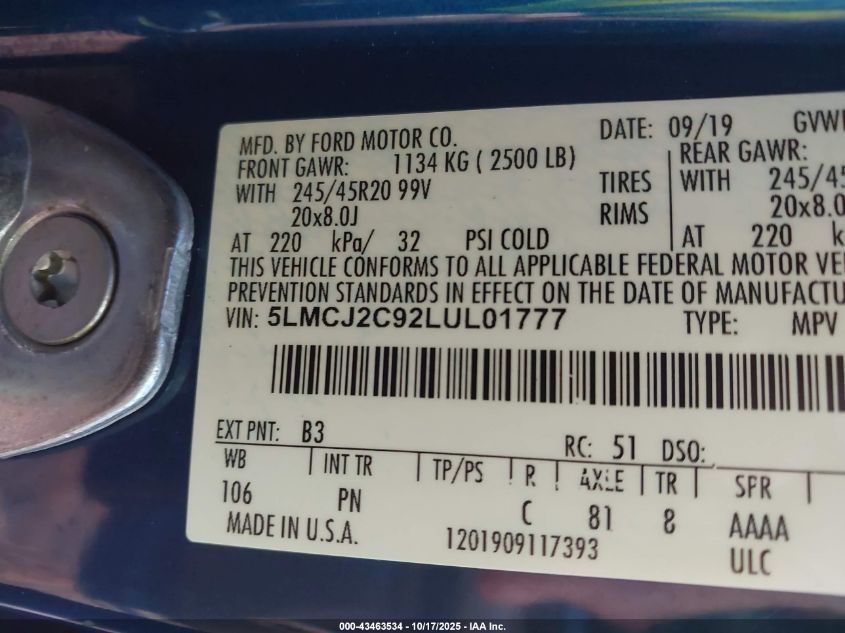 MFD. BY FORD MOTOR CO. DATE: 09/19
FRONT GAWR: 1134 KG ( 2500 LB) REAR GAWR:
WITH 245/45R20 99V TIRES WITH
20x8.0J RIMS 20x8.0
AT 220 kPa/ 32 PSI COLD AT 220
THIS VEHICLE CONFORMS TO ALL APPLICABLE FEDERAL MOTOR
PREVENTION STANDARDS IN EFFECT ON THE DATE OF
VIN: 5LMCJ2C92LUL01777 TYPE: MPV
EXT PNT: B3 RC: 51 DSO:
WB INT TR TP/PS R AXLE TR SPR
106 PN C 81 8 AAAA
MADE IN U.S.A. 1201909117393 ULC
000-43463534 - 10/17/2025 - IAA Inc.